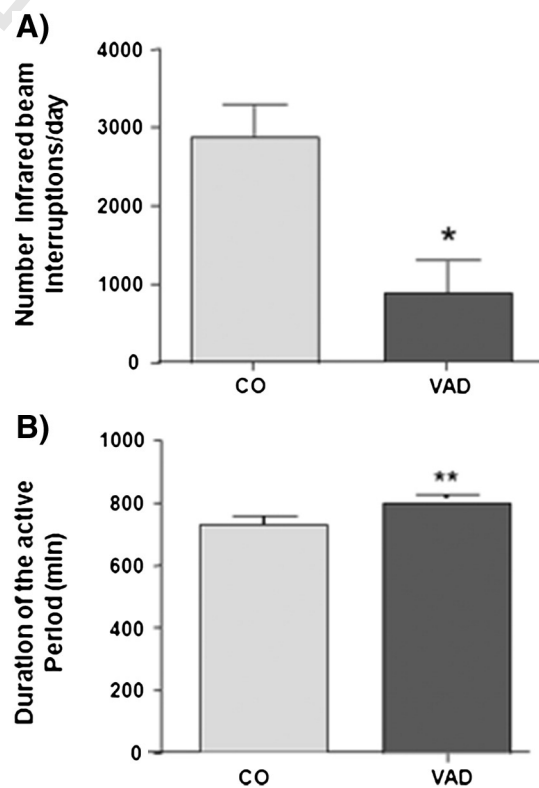 A)
Number Infrared beam
Interruptions/day
4000
3000
2000
1000
0
*
CO
VAD
B)
Duration of the active
Period (min)
1000
800
600
400
200
0
**
CO
VAD